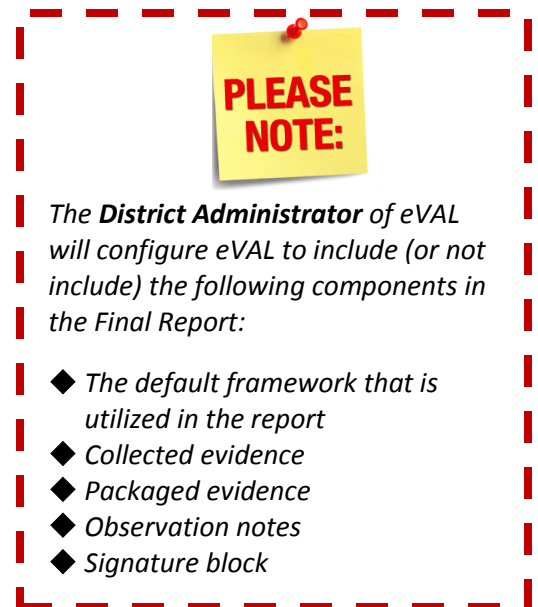 PLEASE
NOTE:
The District Administrator of eVAL
will configure eVAL to include (or not
include) the following components in
the Final Report:
◆ The default framework that is
utilized in the report
◆ Collected evidence
◆ Packaged evidence
◆ Observation notes
◆ Signature block